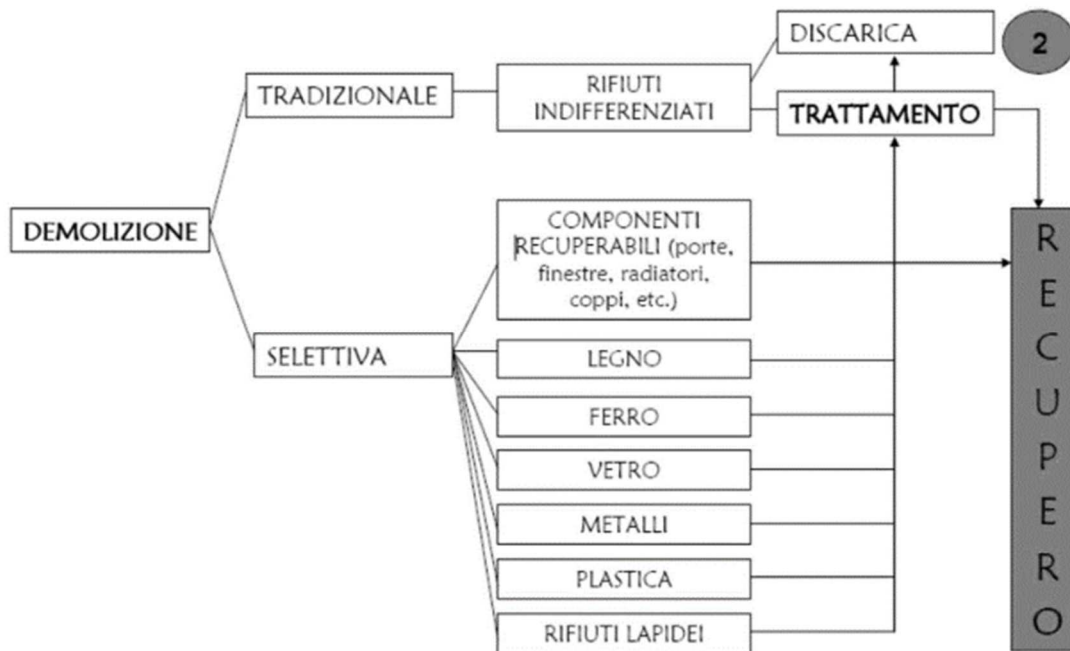 DISCARICA
2
TRADIZIONALE
RIFIUTI
INDIFFERENZIATI
TRATTAMENTO
DEMOLIZIONE
COMPONENTI
RECUPERABILI (porte,
finestre, radiatori,
coppi, etc.)
SELETTIVA
LEGNO
FERRO
VETRO
METALLI
PLASTICA
RIFIUTI LAPIDEI
RECUPERO